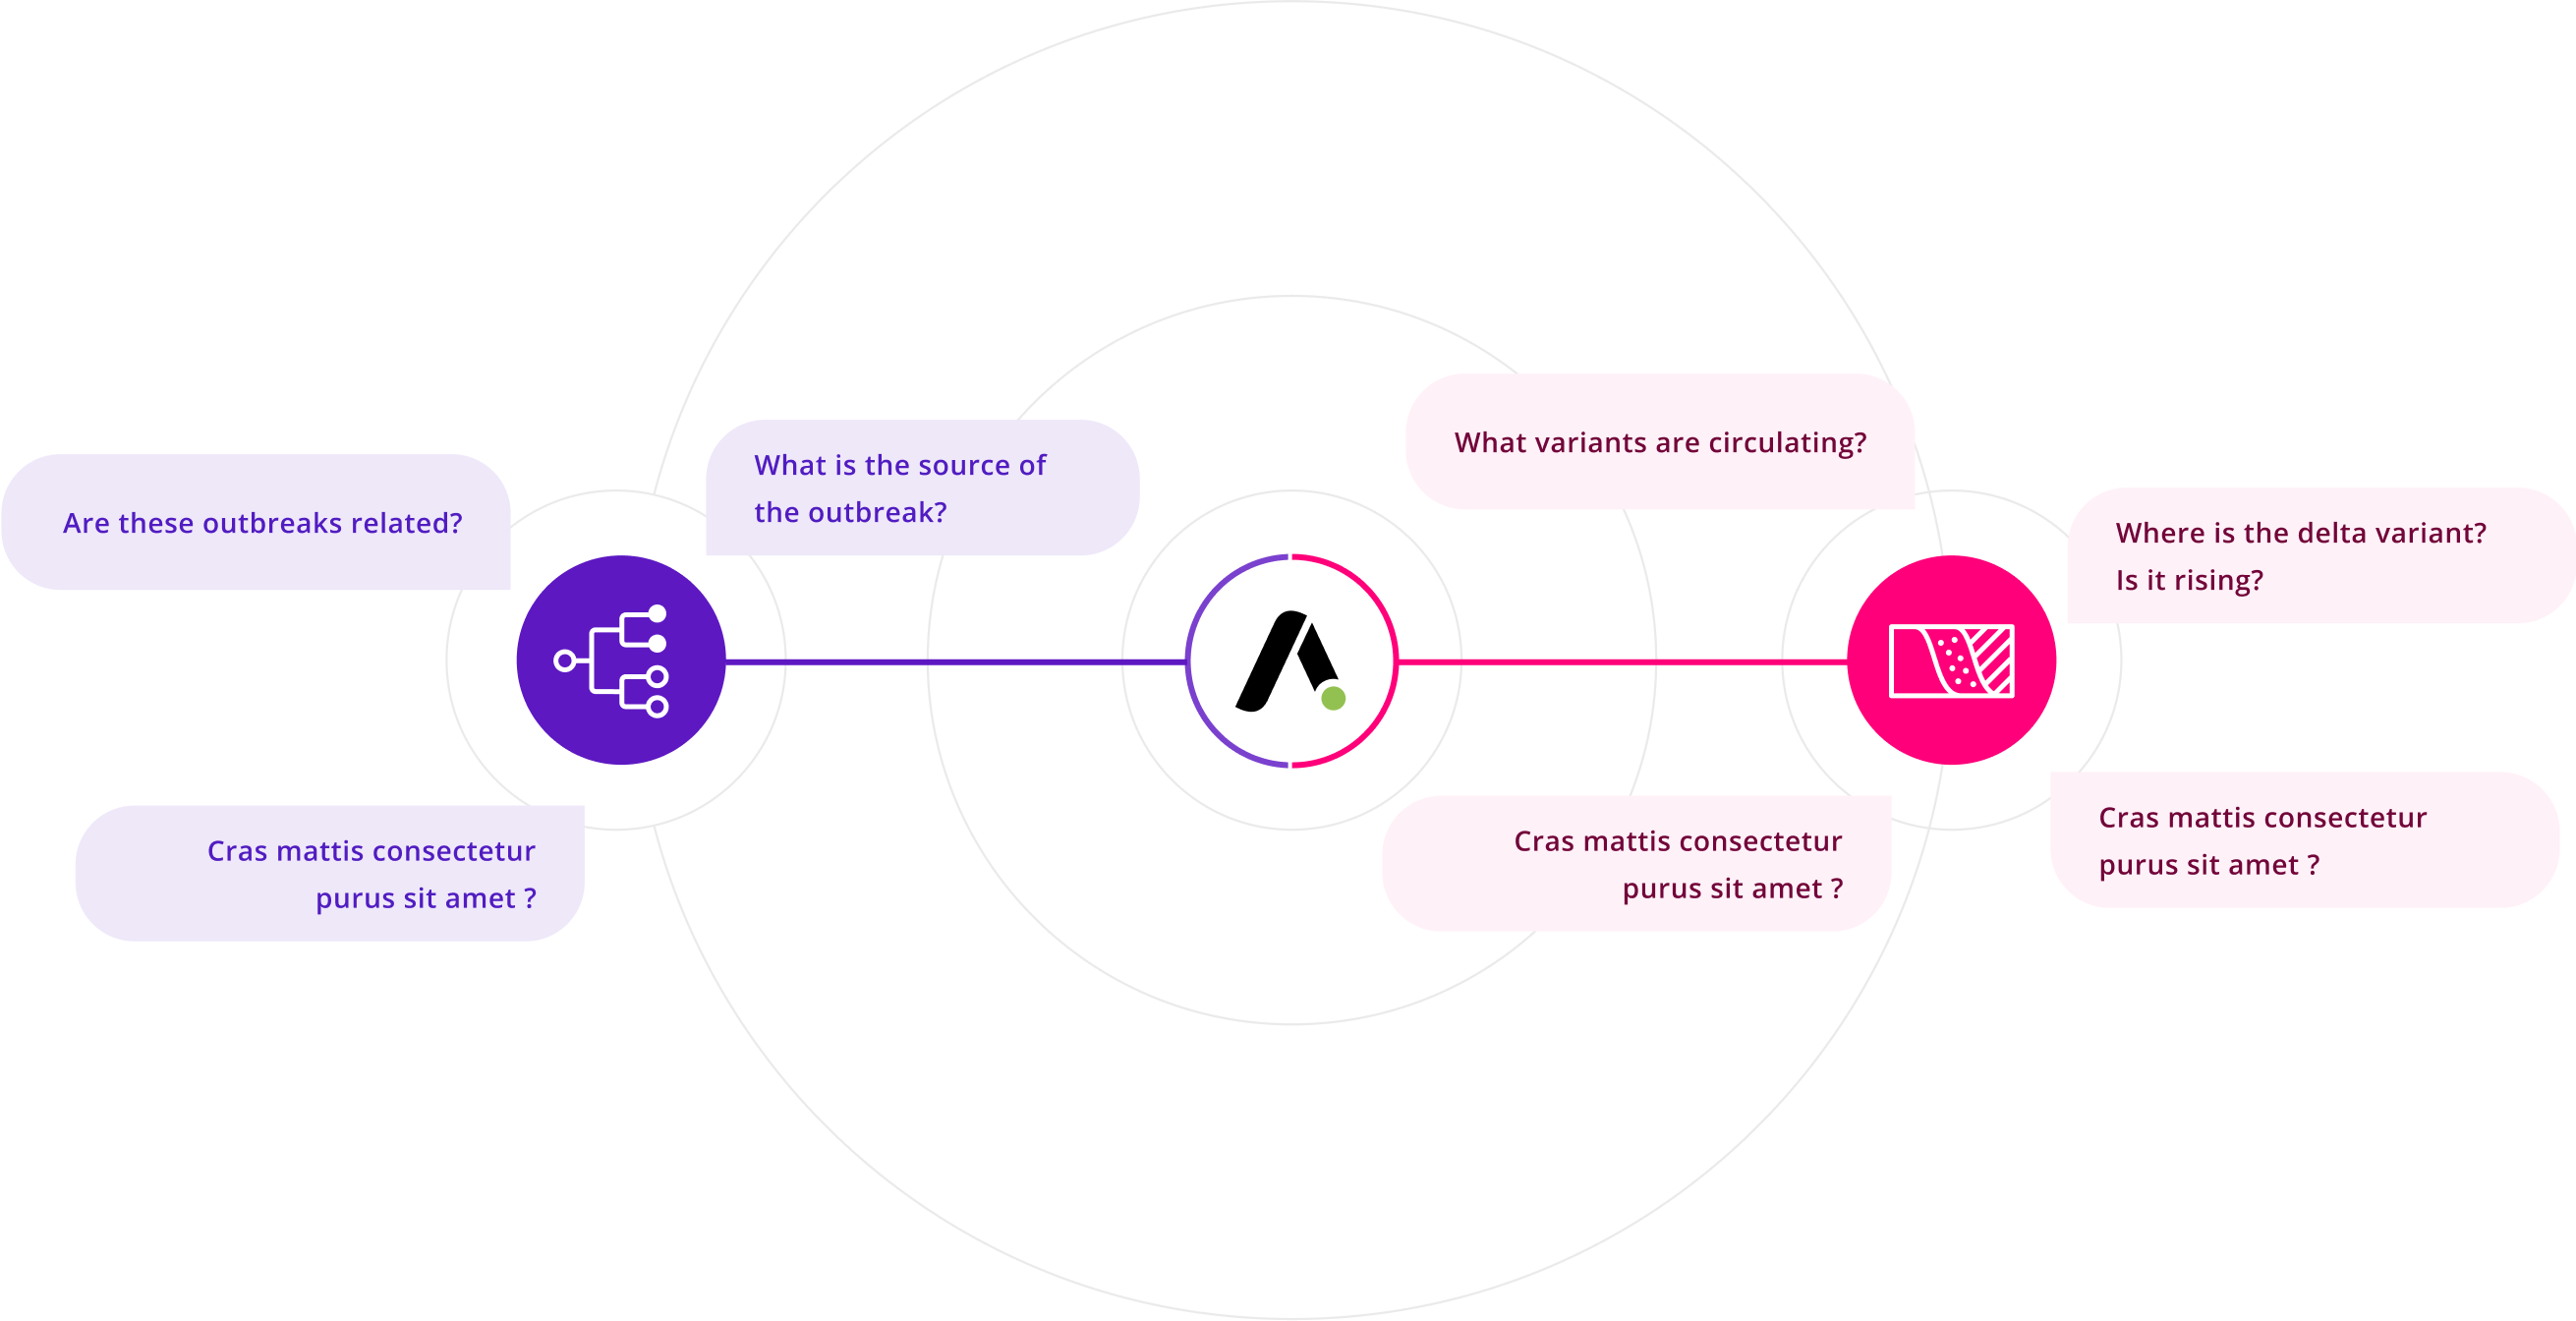 Are these outbreaks related?
What is the source of
the outbreak?
Cras mattis consectetur
purus sit amet ?
What variants are circulating?
Where is the delta variant?
Is it rising?
Cras mattis consectetur
purus sit amet ?
Cras mattis consectetur
purus sit amet ?